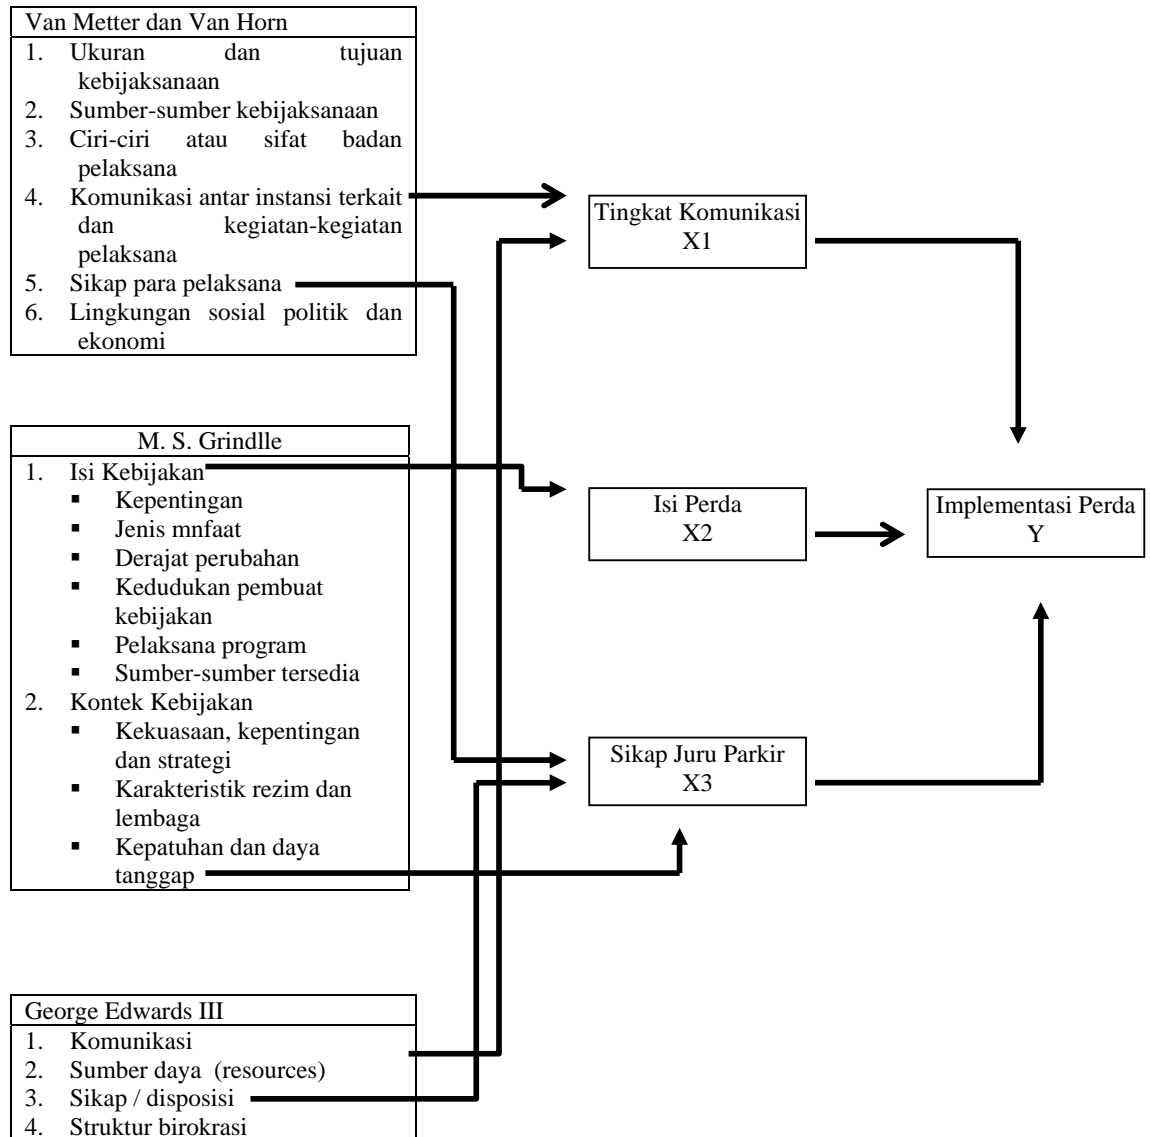 Van Metter dan Van Horn
1. Ukuran dan tujuan
kebijaksanaan
2. Sumber-sumber kebijaksanaan
3. Ciri-ciri atau sifat badan
pelaksana
4. Komunikasi antar instansi terkait
dan kegiatan-kegiatan
pelaksana
5. Sikap para pelaksana
6. Lingkungan sosial politik dan
ekonomi
Tingkat Komunikasi
X1
M. S. Grindlle
1. Isi Kebijakan
▪ Kepentingan
▪ Jenis mnfaat
▪ Derajat perubahan
▪ Kedudukan pembuat
kebijakan
▪ Pelaksana program
▪ Sumber-sumber tersedia
2. Kontek Kebijakan
▪ Kekuasaan, kepentingan
dan strategi
▪ Karakteristik rezim dan
lembaga
▪ Kepatuhan dan daya
tanggap
Isi Perda
X2
Implementasi Perda
Y
Sikap Juru Parkir
X3
George Edwards III
1. Komunikasi
2. Sumber daya (resources)
3. Sikap / disposisi
4. Struktur birokrasi